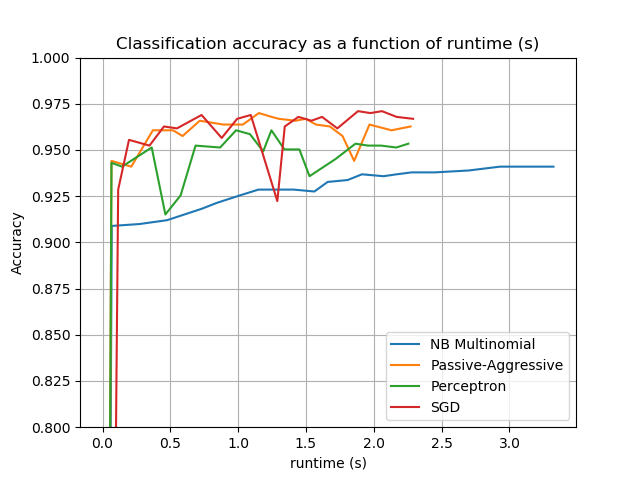 Classification accuracy as a function of runtime (s)
1.000
0.975
0.950
0.925
0.900
0.875
0.850
0.825
0.800
Accuracy
NB Multinomial
Passive-Aggressive
Perceptron
SGD
0.0 0.5 1.0 1.5 2.0 2.5 3.0
runtime (s)